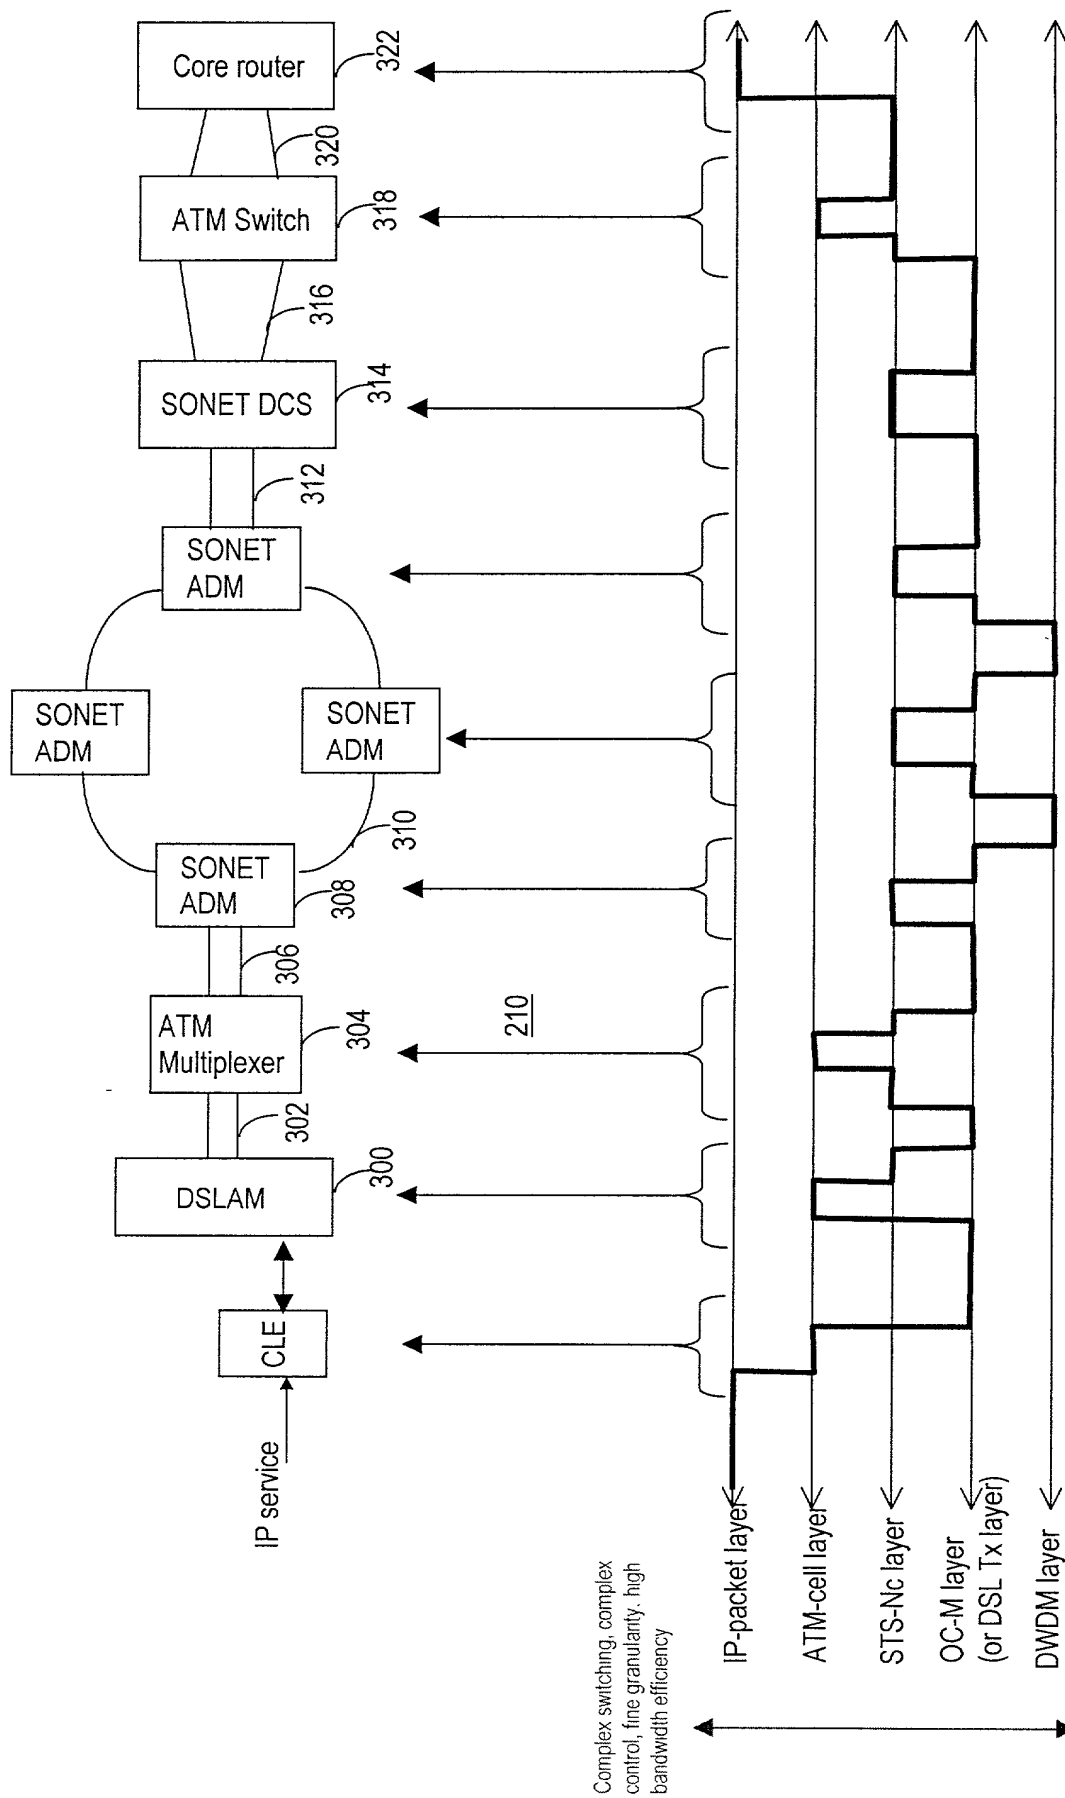 IP service
CLE
DSLAM
300
302
ATM
Multiplexer
304
306
SONET
ADM
308
310
SONET
ADM
SONET
ADM
SONET
ADM
312
SONET DCS
314
316
ATM Switch
318
320
Core router
322
210
Complex switching, complex
control, fine granularity. high
bandwidth efficiency
IP-packet layer
ATM-cell layer
STS-Nc layer
OC-M layer
(or DSL Tx layer)
DWDM layer